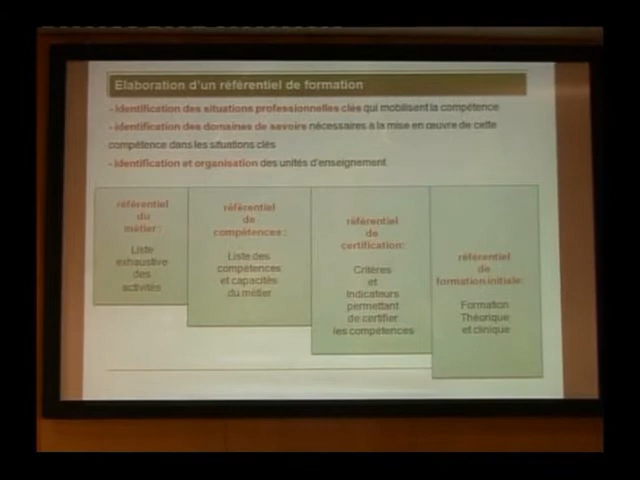 Elaboration d'un référentiel de formation
- identification des situations professionnelles clés qui mobilisent la compétence
- identification des domaines de savoirs nécessaires à la mise en œuvre de cette
compétence dans les situations clés
- identification et organisation des unités d'enseignement
référentiel
du
métier :
Liste
exhaustive
des
activités
référentiel
de
compétences :
Liste des
compétences
et capacités
du métier
référentiel
de
certification:
Critères
et
Indicateurs
permettant
de certifier
les compétences
référentiel
de
formation initiale:
Formation
Théorique
et clinique